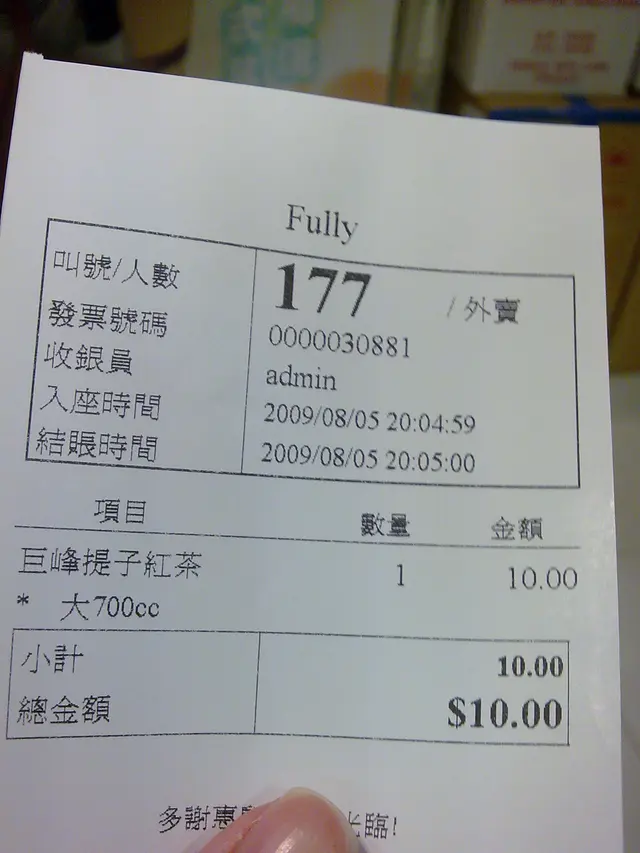 Fully
叫號/人數 177 /外賣
發票號碼 0000030881
收銀員 admin
入座時間 2009/08/05 20:04:59
結賬時間 2009/08/05 20:05:00
項目 數量 金額
巨峰提子紅茶 1 10.00
* 大700cc
小計 10.00
總金額 $10.00
多謝惠 臨!